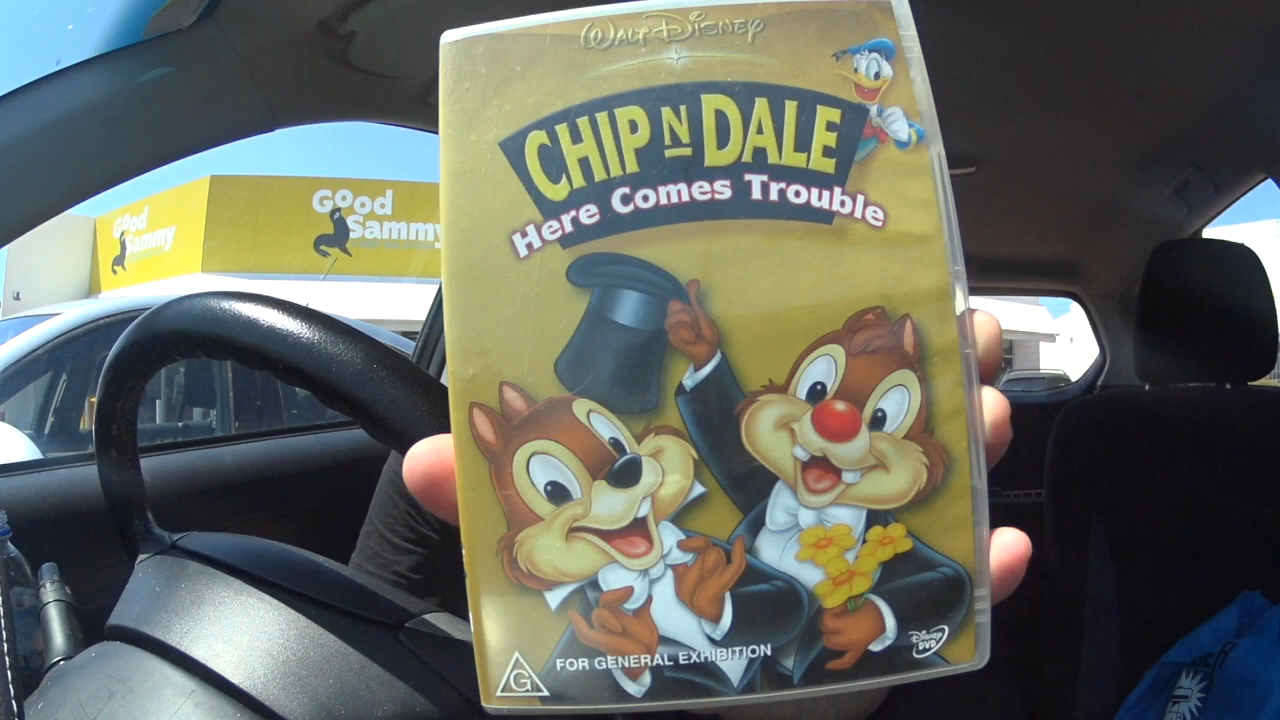 WALT DISNEY
CHIP N DALE
Here Comes Trouble
G
FOR GENERAL EXHIBITION
Disney
DVD
Good
Sammy
Good
Sammy